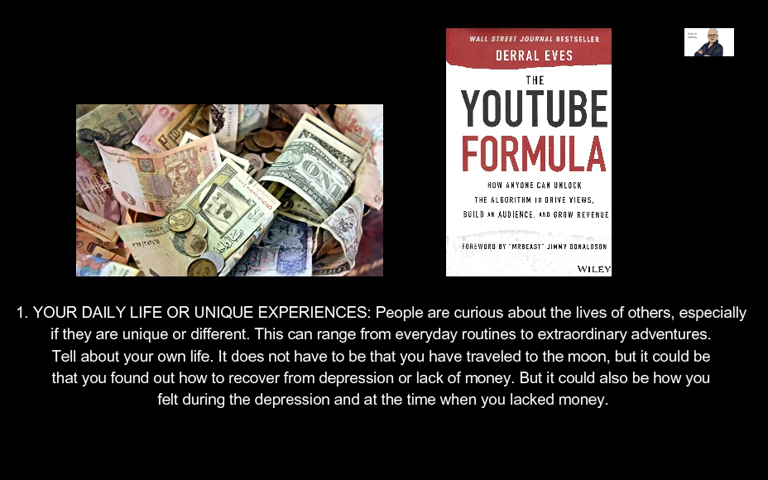 WALL STREET JOURNAL BESTSELLER
DERRAL EVES
THE
YOUTUBE
FORMULA
HOW ANYONE CAN UNLOCK
THE ALGORITHM TO DRIVE VIEWS,
BUILD AN AUDIENCE, AND GROW REVENUE
FOREWORD BY "MRBEAST" JIMMY DONALDSON
WILEY
1. YOUR DAILY LIFE OR UNIQUE EXPERIENCES: People are curious about the lives of others, especially
if they are unique or different. This can range from everyday routines to extraordinary adventures.
Tell about your own life. It does not have to be that you have traveled to the moon, but it could be
that you found out how to recover from depression or lack of money. But it could also be how you
felt during the depression and at the time when you lacked money.